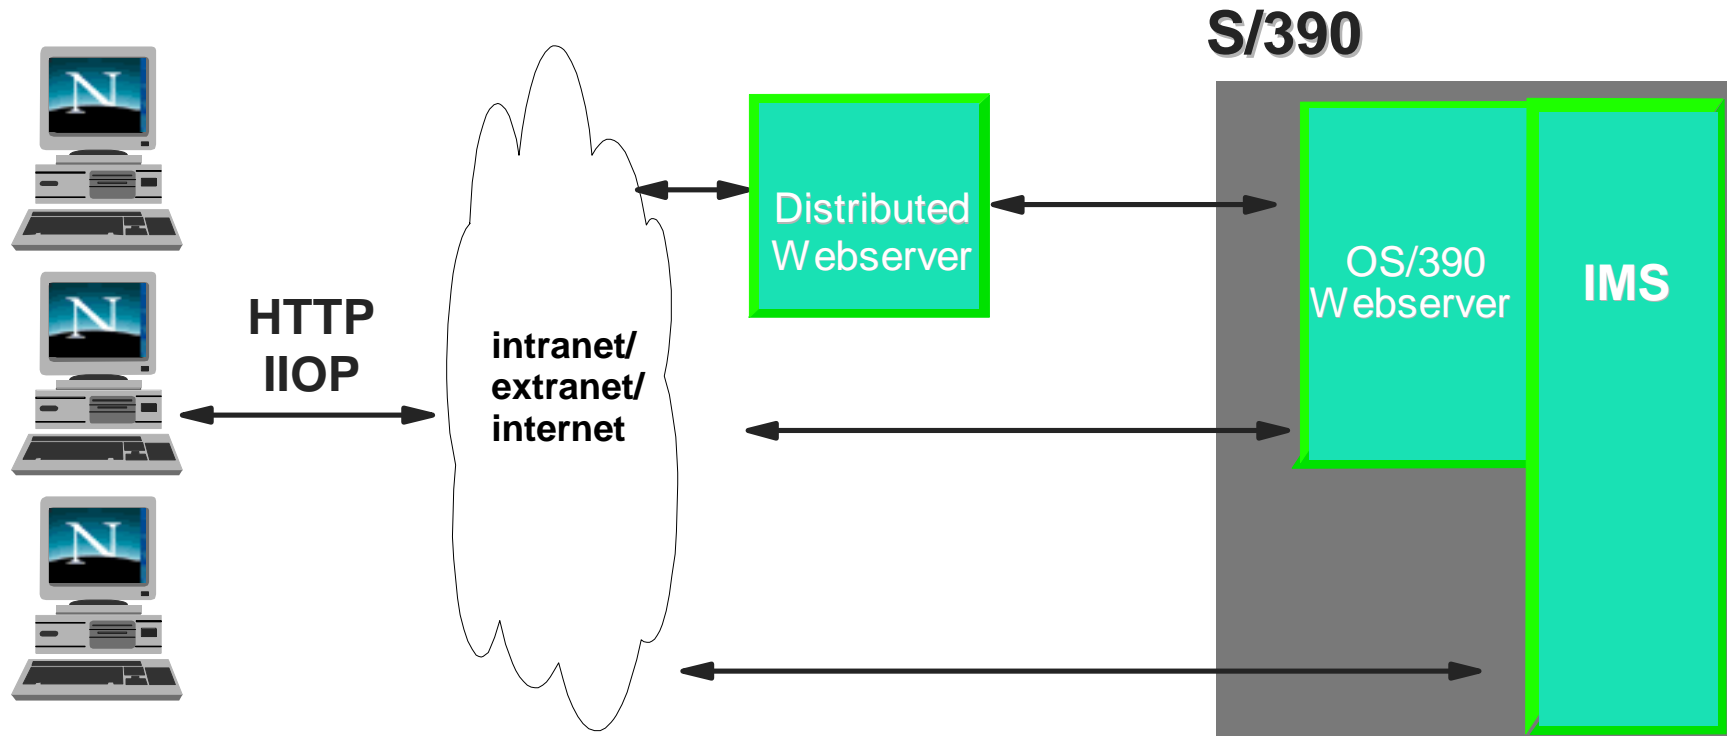 S/390
N
N
N
HTTP
IIOP
intranet/
extranet/
internet
Distributed
Webserver
OS/390
Webserver
IMS